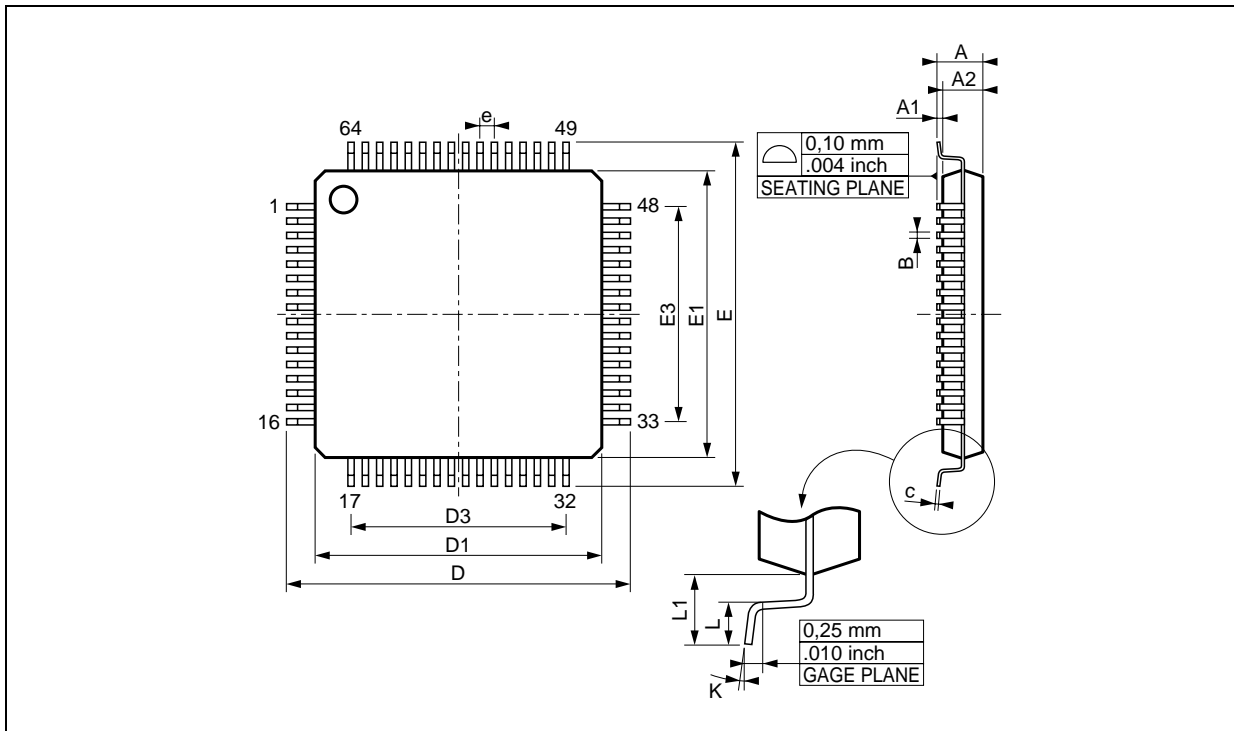 A
A2
A1
e
64
49
0,10 mm
.004 inch
SEATING PLANE
1
48
B
E3
E1
E
16
33
17
32
c
D3
D1
D
L1
L
0,25 mm
.010 inch
GAGE PLANE
K